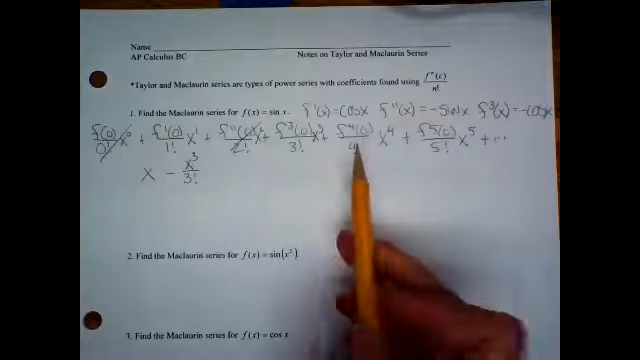 Name
AP Calculus BC Notes on Taylor and Maclaurin Series
*Taylor and Maclaurin series are types of power series with coefficients found using fⁿ(c)/n!
1. Find the Maclaurin series for f(x) = sin x. f'(x) = cos x f''(x) = -sin x f³(x) = -cos x
f(0)/0! x⁰ + f'(0)/1! x¹ + f''(0)/2! x² + f³(0)/3! x³ + f⁴(0)/4! x⁴ + f⁵(0)/5! x⁵ + ...
x - x³/3!
2. Find the Maclaurin series for f(x) = sin(x²)
3. Find the Maclaurin series for f(x) = cos x